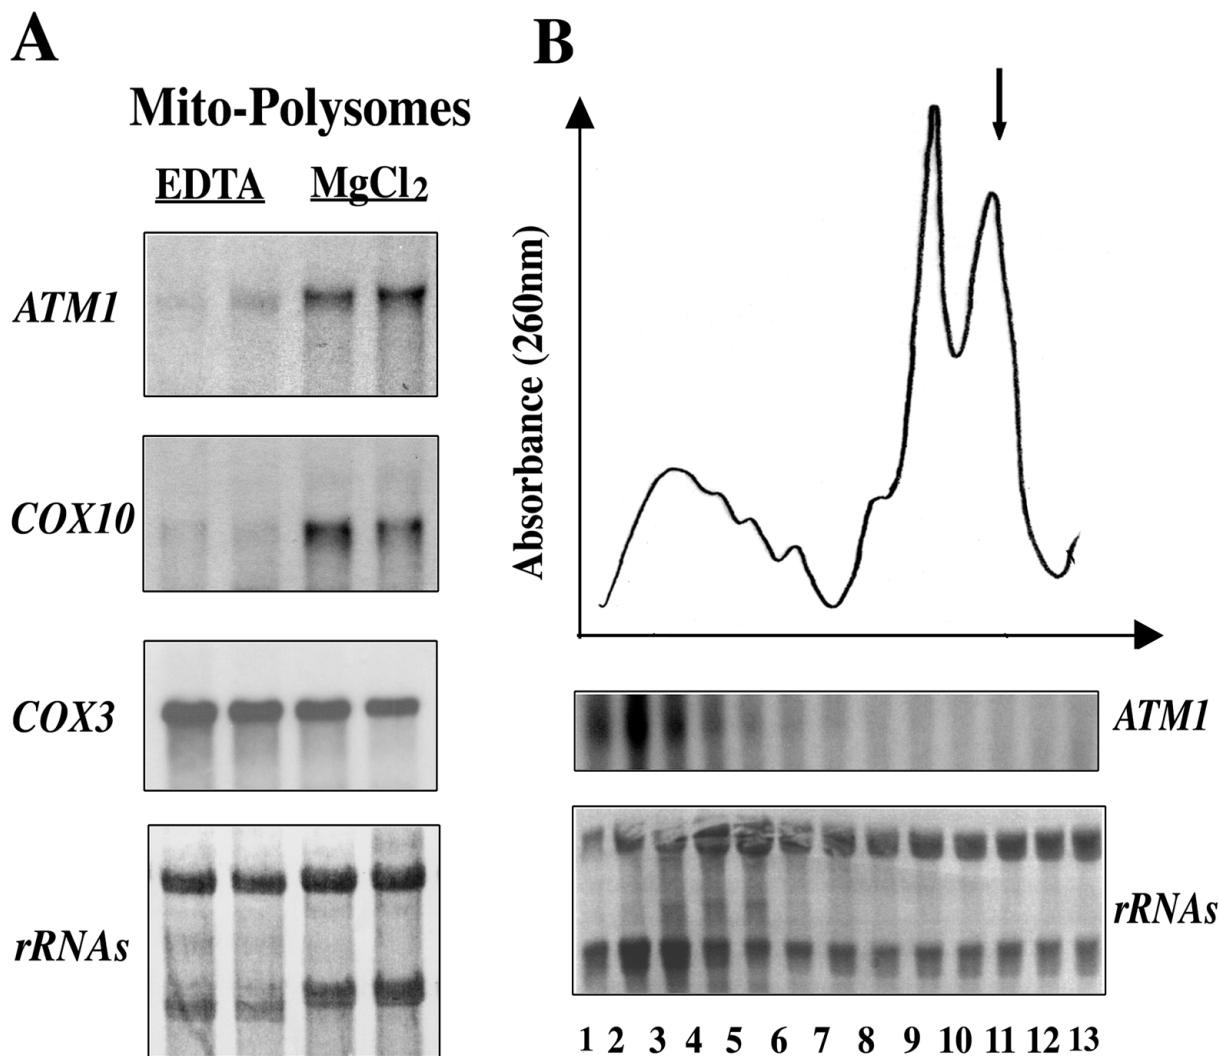 A
Mito-Polysomes
EDTA MgCl2
ATM1
COX10
COX3
rRNAs
B
Absorbance (260nm)
ATM1
rRNAs
1 2 3 4 5 6 7 8 9 10 11 12 13